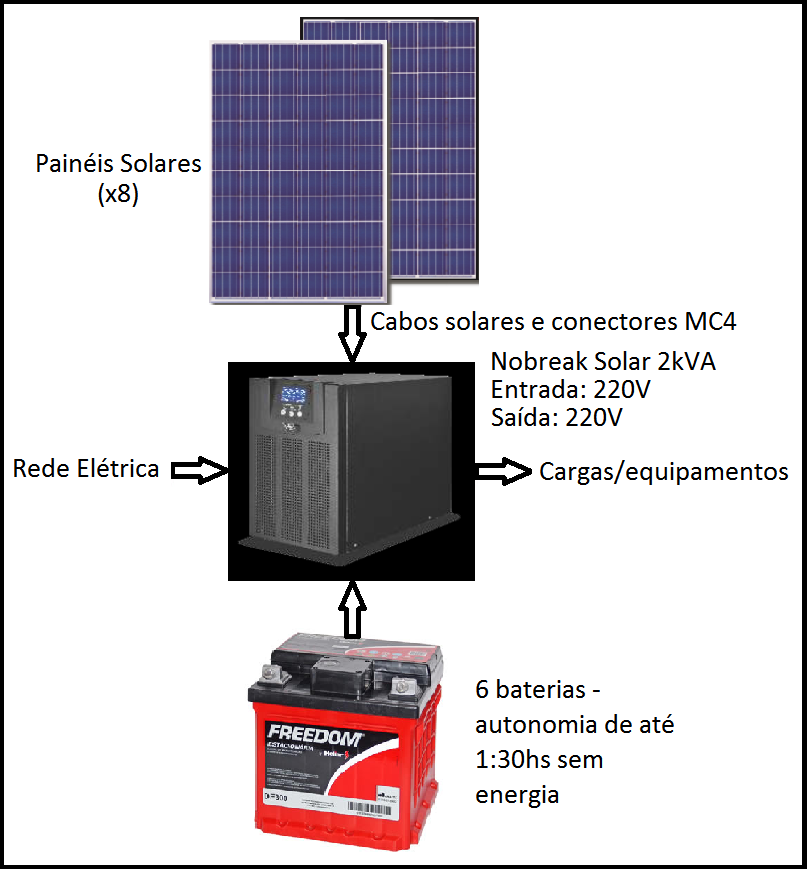 Painéis Solares
(x8)
Cabos solares e conectores MC4
Nobreak Solar 2kVA
Entrada: 220V
Saída: 220V
Rede Elétrica
Cargas/equipamentos
FREEDOM
ESTACIONÁRIA
6 baterias -
autonomia de até
1:30hs sem
energia